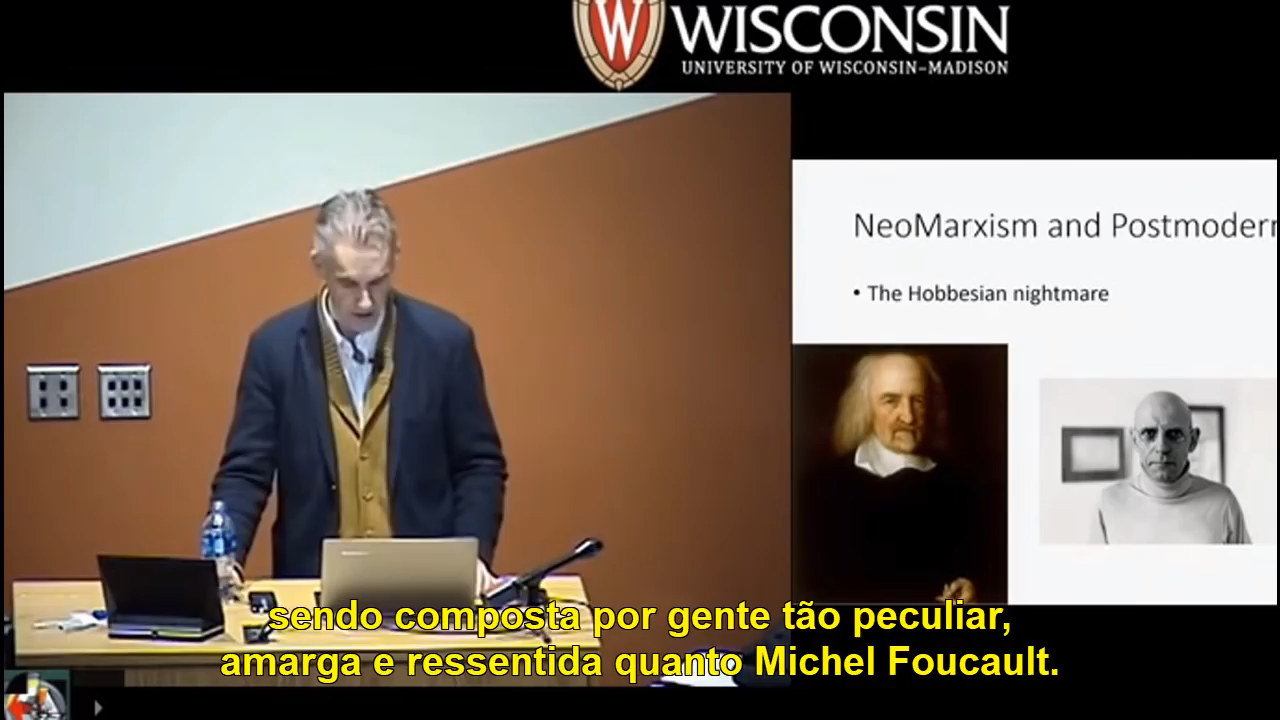 WISCONSIN
UNIVERSITY OF WISCONSIN–MADISON
NeoMarxism and Postmodern
• The Hobbesian nightmare
sendo composta por gente tão peculiar,
amarga e ressentida quanto Michel Foucault.